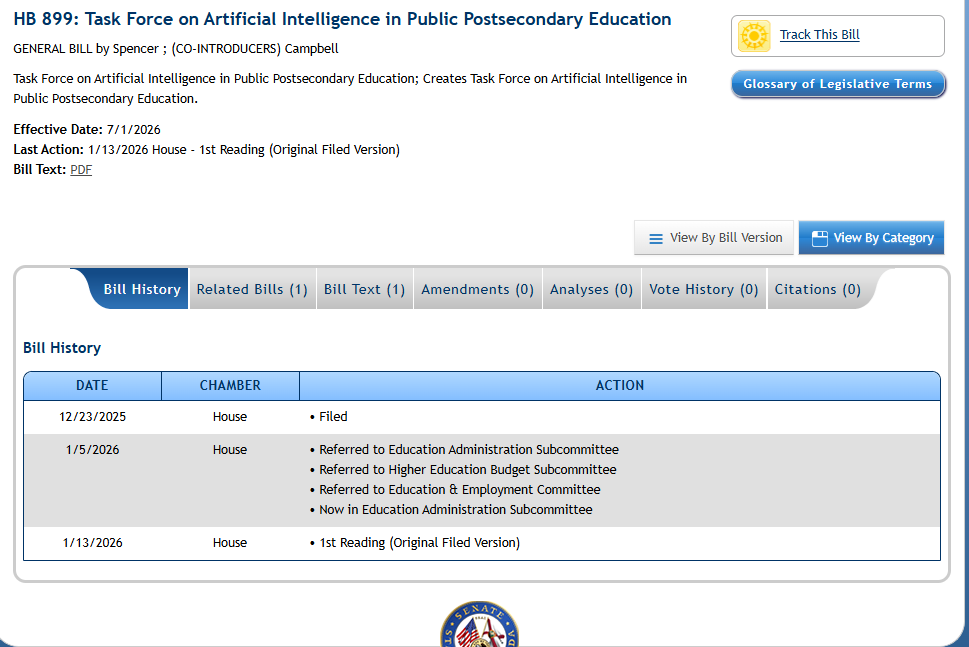 HB 899: Task Force on Artificial Intelligence in Public Postsecondary Education
GENERAL BILL by Spencer ; (CO-INTRODUCERS) Campbell
Task Force on Artificial Intelligence in Public Postsecondary Education; Creates Task Force on Artificial Intelligence in
Public Postsecondary Education.
Effective Date: 7/1/2026
Last Action: 1/13/2026 House - 1st Reading (Original Filed Version)
Bill Text: PDF
Track This Bill
Glossary of Legislative Terms
View By Bill Version
View By Category
Bill History
Related Bills (1)
Bill Text (1)
Amendments (0)
Analyses (0)
Vote History (0)
Citations (0)
Bill History
DATE CHAMBER ACTION
12/23/2025 House • Filed
1/5/2026 House • Referred to Education Administration Subcommittee
• Referred to Higher Education Budget Subcommittee
• Referred to Education & Employment Committee
• Now in Education Administration Subcommittee
1/13/2026 House • 1st Reading (Original Filed Version)
SENATE